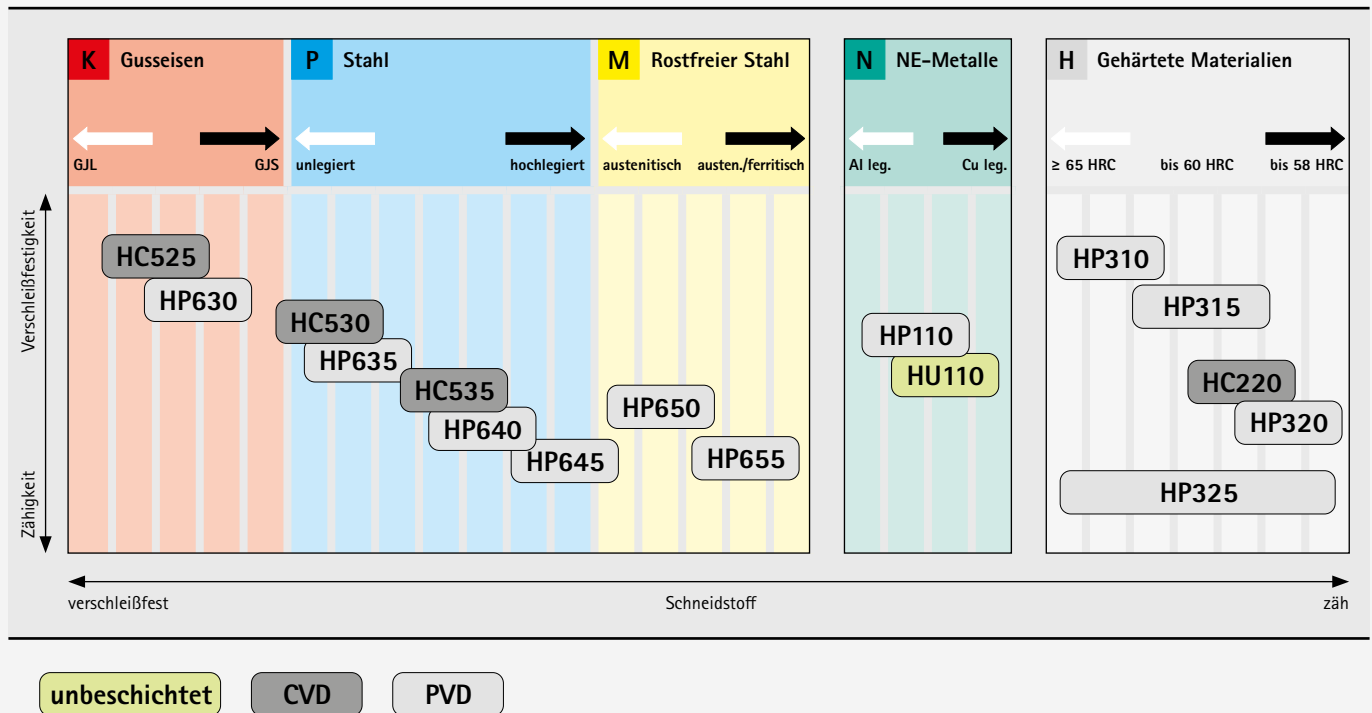 K Gusseisen
GJL GJS
P Stahl
unlegiert hochlegiert
M Rostfreier Stahl
austenitisch austen./ferritisch
N NE-Metalle
Al leg. Cu leg.
H Gehärtete Materialien
≥ 65 HRC bis 60 HRC bis 58 HRC
Verschleißfestigkeit
Zähigkeit
HC525
HP630
HC530
HP635
HC535
HP640
HP645
HP650
HP655
HP110
HU110
HP310
HP315
HC220
HP320
HP325
verschleißfest Schneidstoff zäh
unbeschichtet CVD PVD